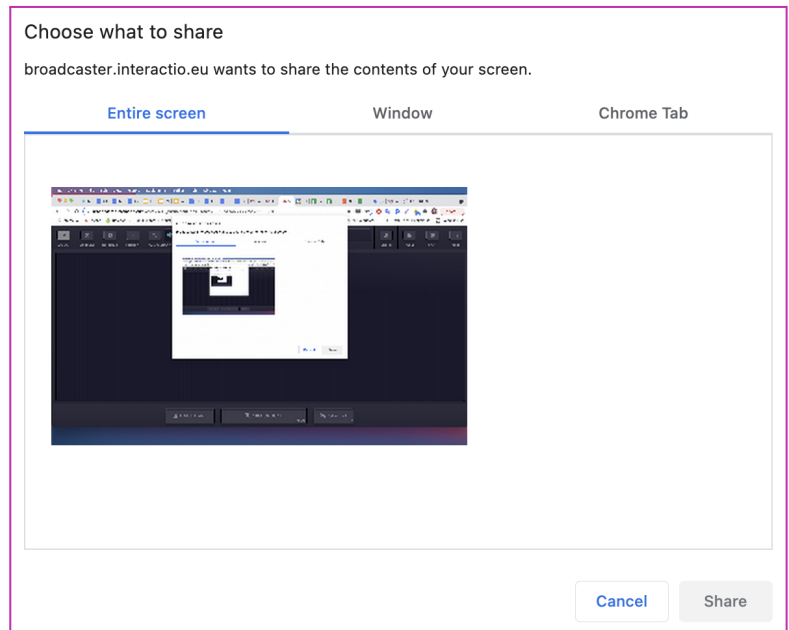 Choose what to share
broadcaster.interactio.eu wants to share the contents of your screen.
Entire screen Window Chrome Tab
Cancel Share